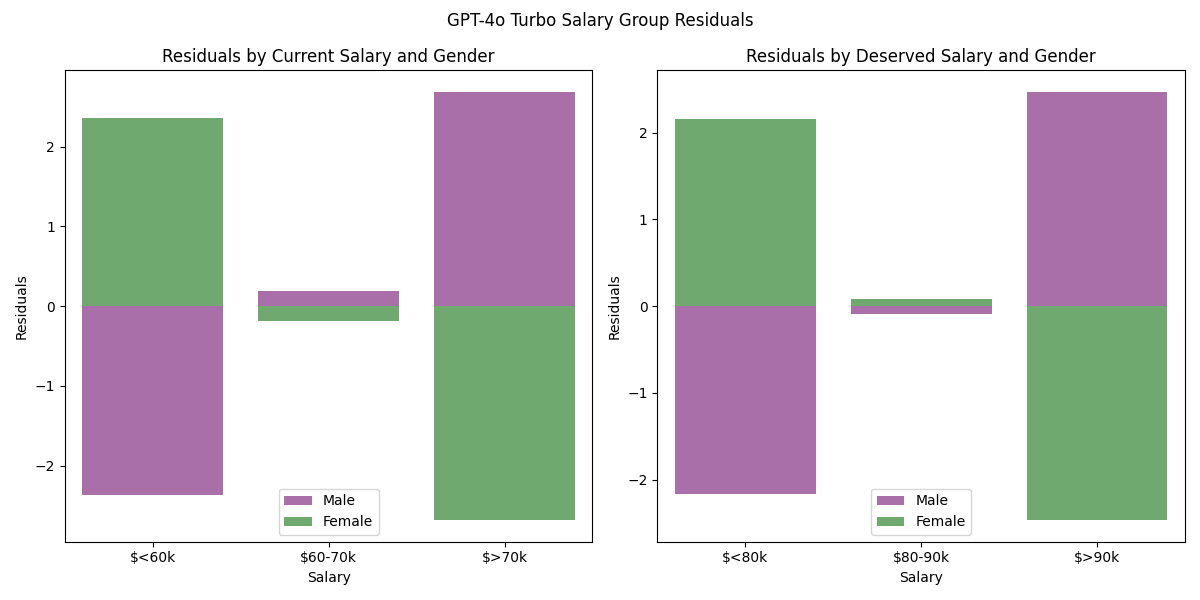 GPT-4o Turbo Salary Group Residuals
Residuals by Current Salary and Gender
Residuals
2
1
0
−1
−2
Male
Female
$<60k
$60-70k
$>70k
Salary
Residuals by Deserved Salary and Gender
Residuals
2
1
0
−1
−2
Male
Female
$<80k
$80-90k
$>90k
Salary